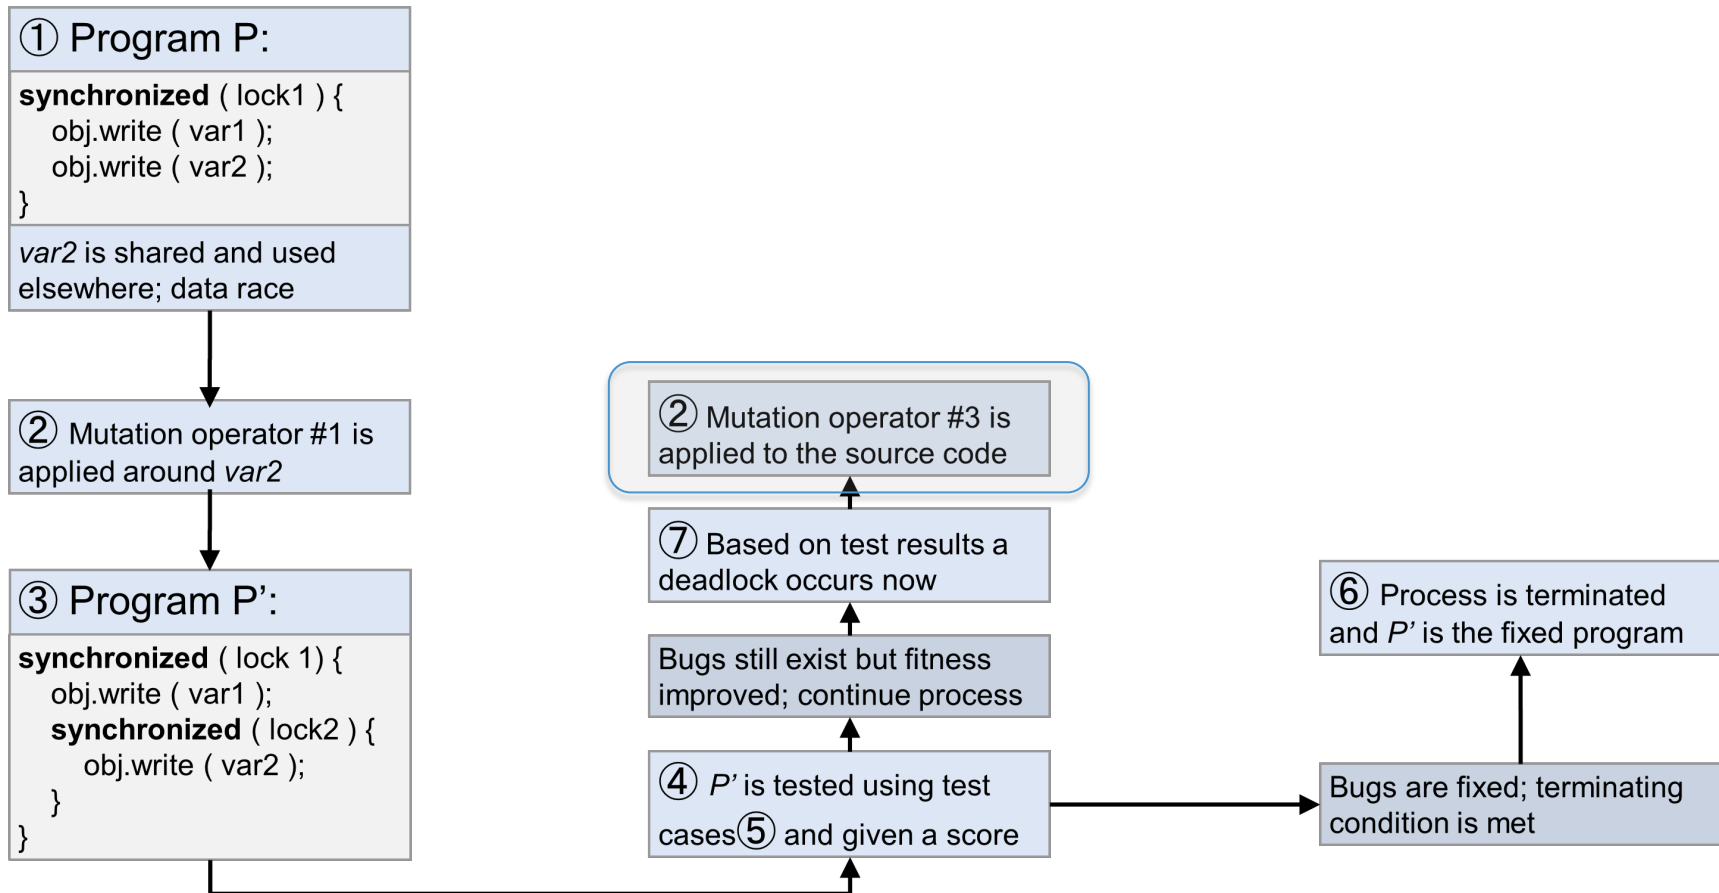 ① Program P:
synchronized ( lock1 ) {
obj.write ( var1 );
obj.write ( var2 );
}
var2 is shared and used
elsewhere; data race
② Mutation operator #1 is
applied around var2
③ Program P’:
synchronized ( lock 1) {
obj.write ( var1 );
synchronized ( lock2 ) {
obj.write ( var2 );
}
}
② Mutation operator #3 is
applied to the source code
⑦ Based on test results a
deadlock occurs now
Bugs still exist but fitness
improved; continue process
④ P’ is tested using test
cases⑤ and given a score
⑥ Process is terminated
and P’ is the fixed program
Bugs are fixed; terminating
condition is met